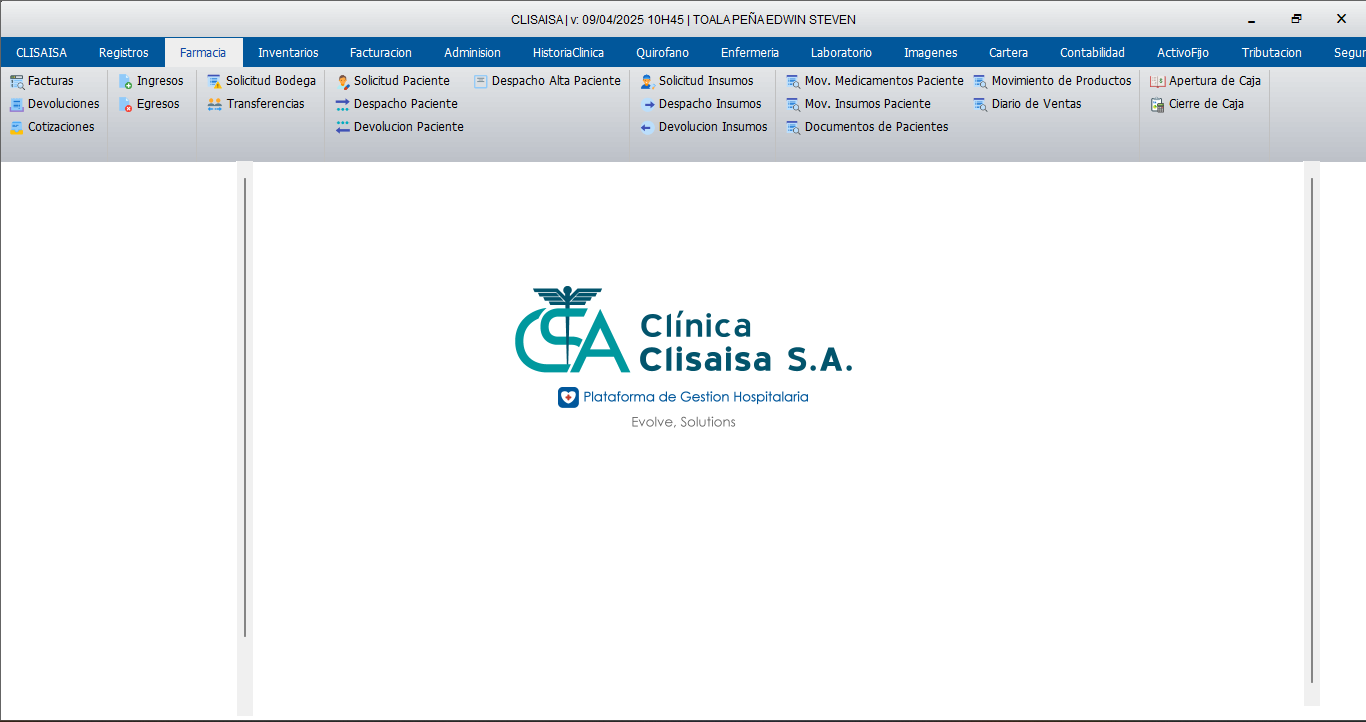 CLISAISA | v: 09/04/2025 10H45 | TOALA PEÑA EDWIN STEVEN
CLISAISA Registros Farmacia Inventarios Facturacion Adminision HistoriaClinica Quirofano Enfermeria Laboratorio Imagenes Cartera Contabilidad ActivoFijo Tributacion Segur
Facturas Ingresos Solicitud Bodega Solicitud Paciente Despacho Alta Paciente Solicitud Insumos Mov. Medicamentos Paciente Movimiento de Productos Apertura de Caja
Devoluciones Egresos Transferencias Despacho Paciente Despacho Insumos Mov. Insumos Paciente Diario de Ventas Cierre de Caja
Cotizaciones Devolucion Paciente Devolucion Insumos Documentos de Pacientes
CSA
Clínica
Clisaisa S.A.
Plataforma de Gestion Hospitalaria
Evolve, Solutions